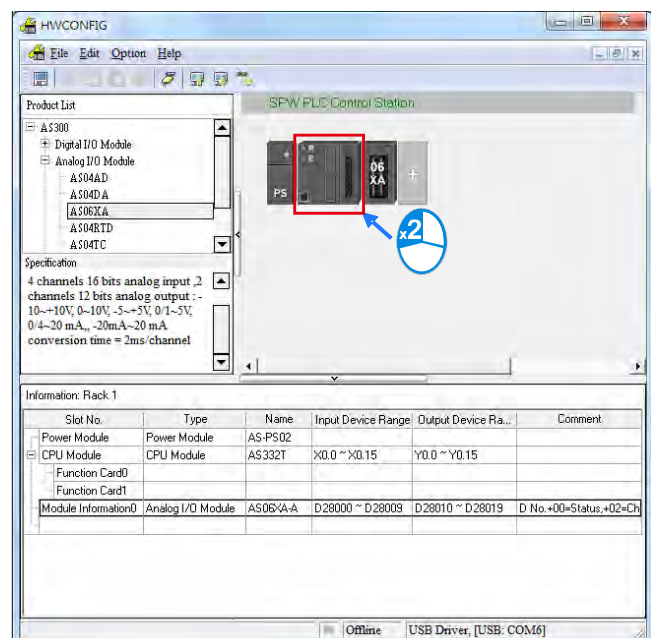 HWCONFIG
File Edit Option Help
Product List
AS300
Digital I/O Module
Analog I/O Module
AS04AD
AS04DA
AS06XA
AS04RTD
AS04TC
Specification
4 channels 16 bits analog input ,2
channels 12 bits analog output : -
10~+10V, 0~10V, -5~+5V, 0/1~5V,
0/4~20 mA,, -20mA~20 mA
conversion time = 2ms/channel
SPW PLC Control Station
PS
R
E
06
XA
+
x2
Information: Rack 1
Slot No. Type Name Input Device Range Output Device Ra... Comment
Power Module Power Module AS-PS02
CPU Module CPU Module AS332T X0.0 ~ X0.15 Y0.0 ~ Y0.15
Function Card0
Function Card1
Module Information0 Analog I/O Module AS06XA-A D28000 ~ D28009 D28010 ~ D28019 D No.+00=Status,+02=Ch
Offline USB Driver, [USB: COM6]